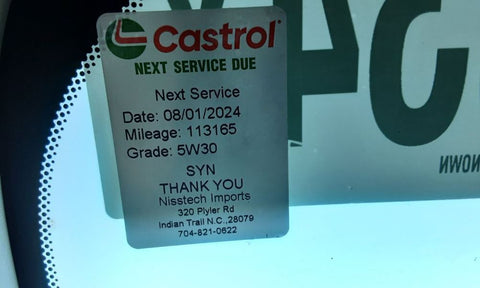 Castrol
NEXT SERVICE DUE
Next Service
Date: 08/01/2024
Mileage: 113165
Grade: 5W30
SYN
THANK YOU
Nisstech Imports
320 Plyler Rd
Indian Trail N.C.,28079
704-821-0622